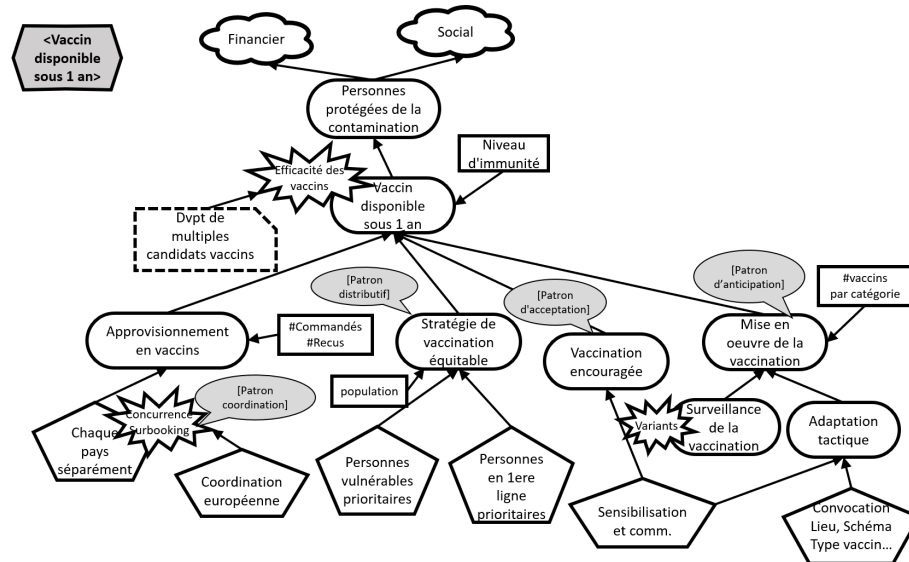 Financier
Social
<Vaccin
disponible
sous 1 an>
Personnes
protégées de la
contamination
Niveau
d'immunité
Efficacité des
vaccins
Vaccin
disponible
sous 1 an
Dvpt de
multiples
candidats vaccins
[Patron
distributif]
[Patron
d'acceptation]
[Patron
d’anticipation]
#vaccins
par catégorie
Approvisionnement
en vaccins
#Commandés
#Recus
Stratégie de
vaccination
équitable
Vaccination
encouragée
Mise en
oeuvre de la
vaccination
[Patron
coordination]
population
Concurrence
Surbooking
Chaque
pays
séparément
Variants
Surveillance
de la
vaccination
Adaptation
tactique
Coordination
européenne
Personnes
vulnérables
prioritaires
Personnes
en 1ere
ligne
prioritaires
Sensibilisation
et comm.
Convocation
Lieu, Schéma
Type vaccin...